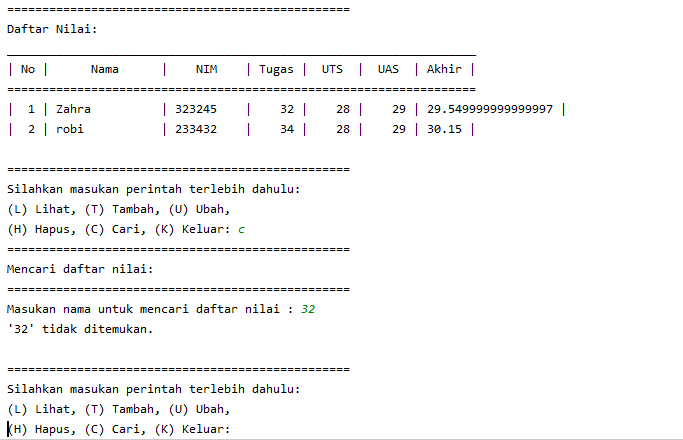 =================================================
Daftar Nilai:
___________________________________________________________________
| No |      Nama      |    NIM    | Tugas |  UTS  |  UAS  | Akhir |
===================================================================
|  1 | Zahra          | 323245    |    32 |    28 |    29 | 29.549999999999997 |
|  2 | robi           | 233432    |    34 |    28 |    29 | 30.15 |
=================================================
Silahkan masukan perintah terlebih dahulu:
(L) Lihat, (T) Tambah, (U) Ubah,
(H) Hapus, (C) Cari, (K) Keluar: c
=================================================
Mencari daftar nilai:
=================================================
Masukan nama untuk mencari daftar nilai : 32
'32' tidak ditemukan.
=================================================
Silahkan masukan perintah terlebih dahulu:
(L) Lihat, (T) Tambah, (U) Ubah,
(H) Hapus, (C) Cari, (K) Keluar: